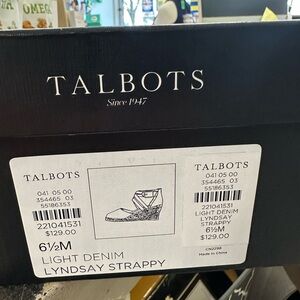 OMEGA
TALBOTS
Since 1947
TALBOTS
041 05 00
354465 03
55186353
221041531
$129.00
6½M
LIGHT DENIM
LYNDSAY STRAPPY
TALBOTS
041 05 00
354465 03
55186353
221041531
LIGHT DENIM
LYNDSAY
STRAPPY
6½M
$129.00
Made in China